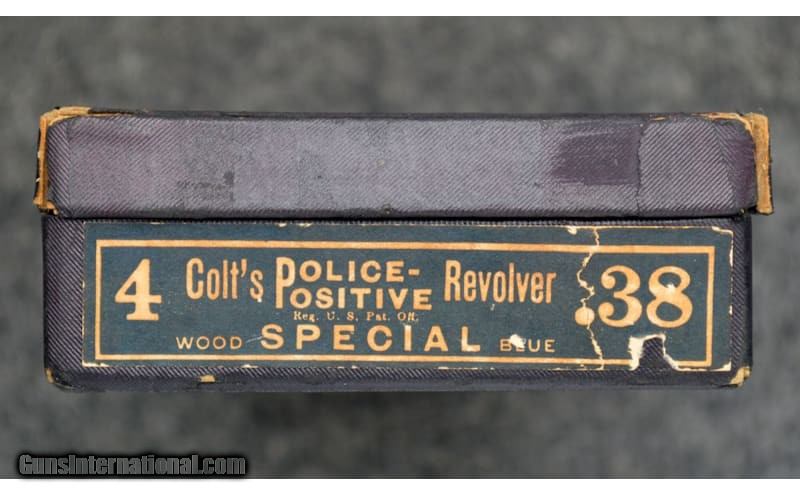 4 Colt's POLICE-POSITIVE Revolver .38
Reg. U. S. Pat. Off.
WOOD SPECIAL BLUE
GunsInternational.com